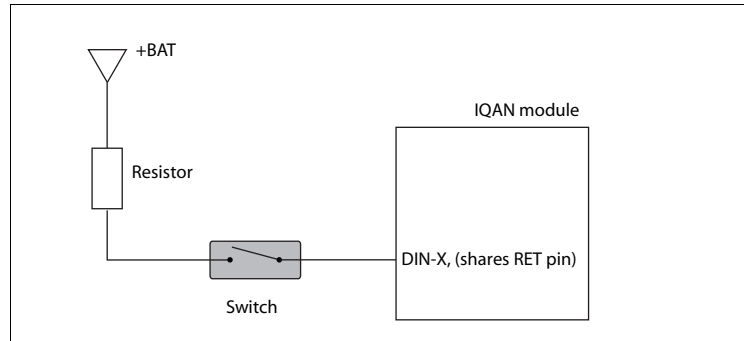 +BAT
IQAN module
Resistor
DIN-X, (shares RET pin)
Switch